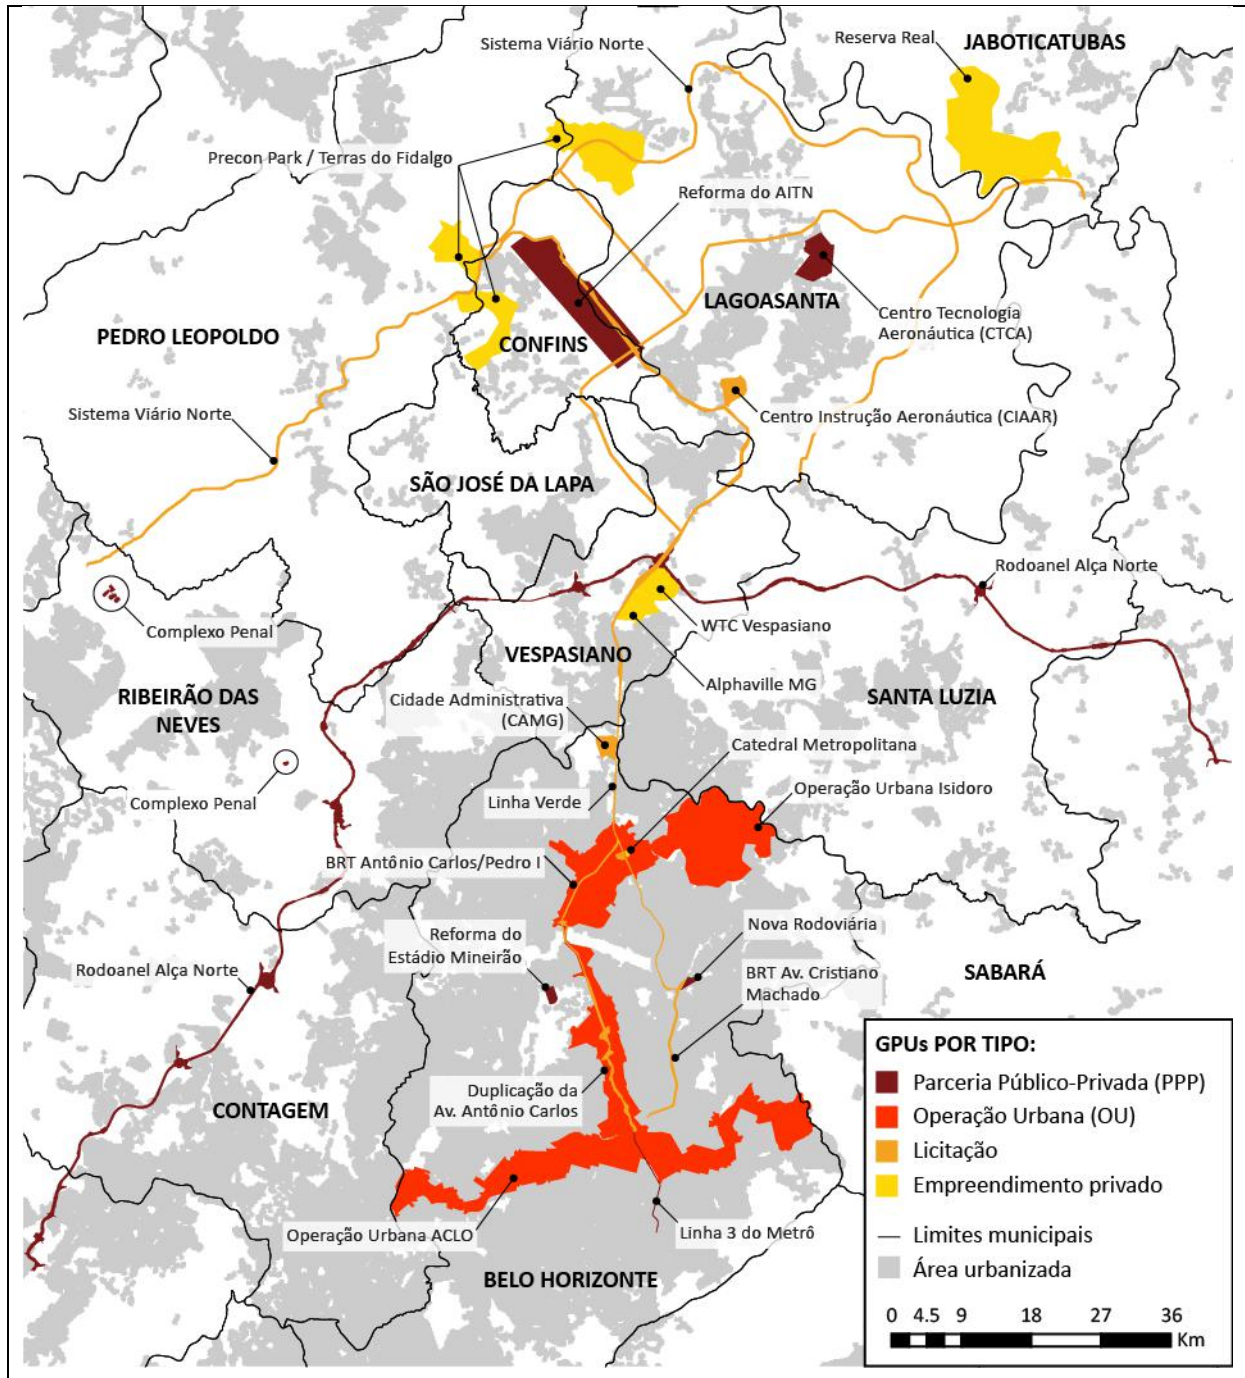 Sistema Viário Norte
Reserva Real
JABOTICATUBAS
Precon Park / Terras do Fidalgo
Reforma do AITN
LAGOASANTA
Centro Tecnologia
Aeronáutica (CTCA)
PEDRO LEOPOLDO
CONFINS
Sistema Viário Norte
Centro Instrução Aeronáutica (CIAAR)
SÃO JOSÉ DA LAPA
Rodoanel Alça Norte
Complexo Penal
WTC Vespasiano
VESPASIANO
Alphaville MG
RIBEIRÃO DAS
NEVES
SANTA LUZIA
Cidade Administrativa
(CAMG)
Catedral Metropolitana
Linha Verde
Operação Urbana Isidoro
Complexo Penal
BRT Antônio Carlos/Pedro I
Reforma do
Estádio Mineirão
Nova Rodoviária
Rodoanel Alça Norte
BRT Av. Cristiano
Machado
SABARÁ
Duplicação da
Av. Antônio Carlos
CONTAGEM
Operação Urbana ACLO
Linha 3 do Metrô
BELO HORIZONTE
GPUs POR TIPO:
Parceria Público-Privada (PPP)
Operação Urbana (OU)
Licitação
Empreendimento privado
Limites municipais
Área urbanizada
0 4.5 9 18 27 36
Km